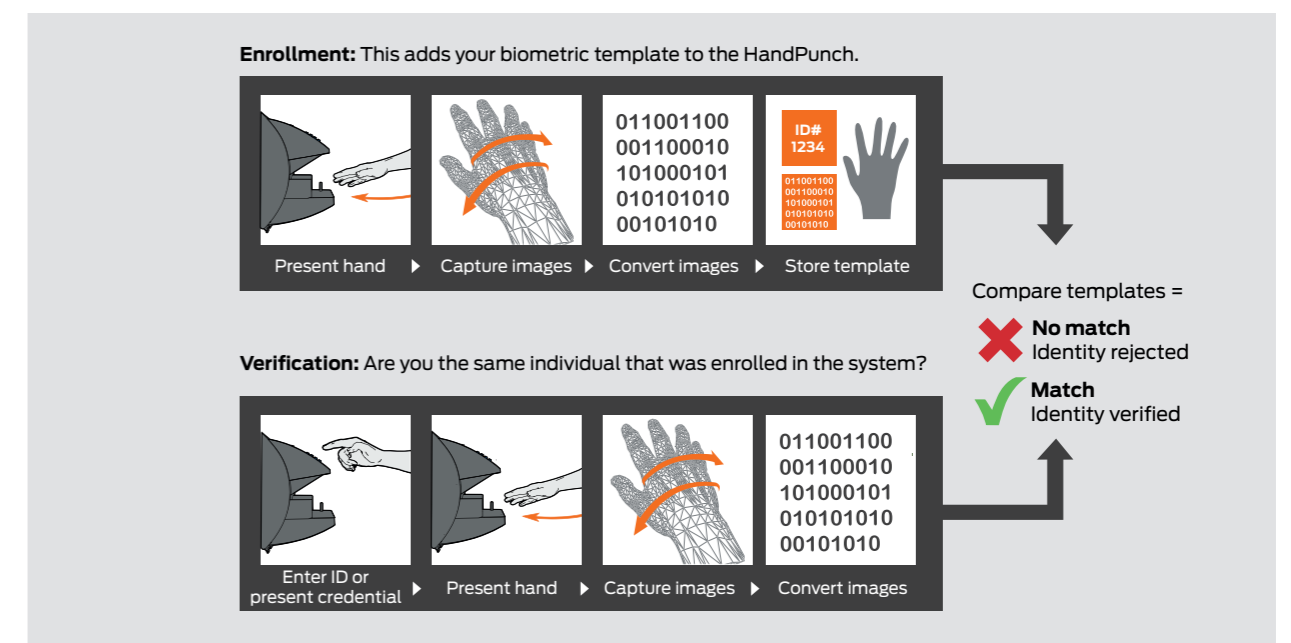 Enrollment: This adds your biometric template to the HandPunch.
011001100
001100010
101000101
010101010
00101010
ID#
1234
011001100
001100010
101000101
010101010
00101010
Present hand
Capture images
Convert images
Store template
Compare templates =
No match
Identity rejected
Match
Identity verified
Verification: Are you the same individual that was enrolled in the system?
011001100
001100010
101000101
010101010
00101010
Enter ID or
present credential
Present hand
Capture images
Convert images